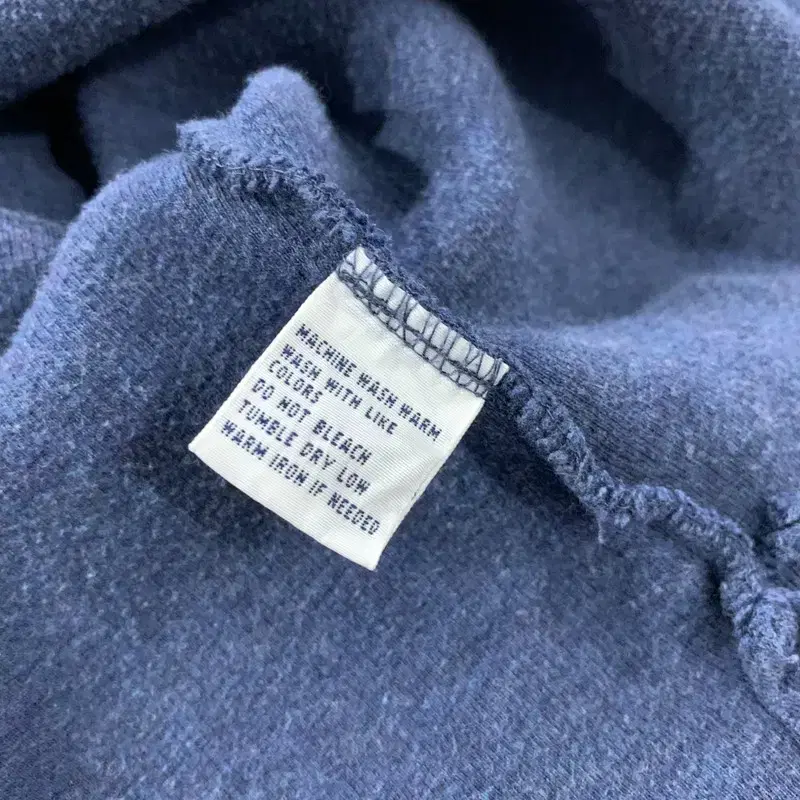 MACHINE WASH WARM
WASH WITH LIKE
COLORS
DO NOT BLEACH
TUMBLE DRY LOW
WARM IRON IF NEEDED